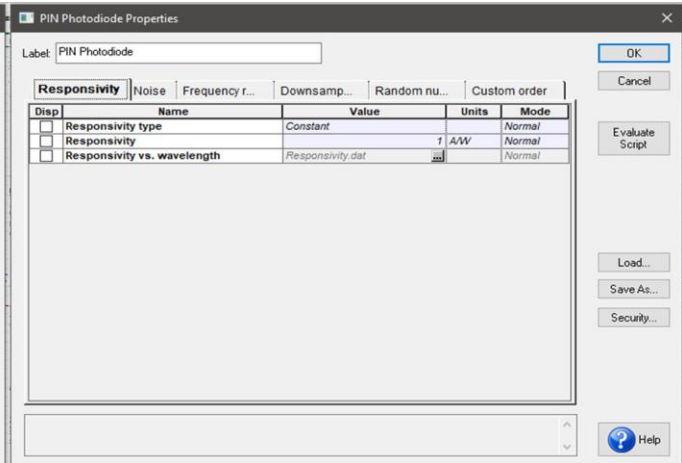 PIN Photodiode Properties
Label: PIN Photodiode
OK
Cancel
Evaluate Script
Load...
Save As...
Security...
Help
Responsivity Noise Frequency r... Downsamp... Random nu... Custom order
Disp Name Value Units Mode
Responsivity type Constant Normal
Responsivity 1 A/W Normal
Responsivity vs. wavelength Responsivity.dat ... Normal